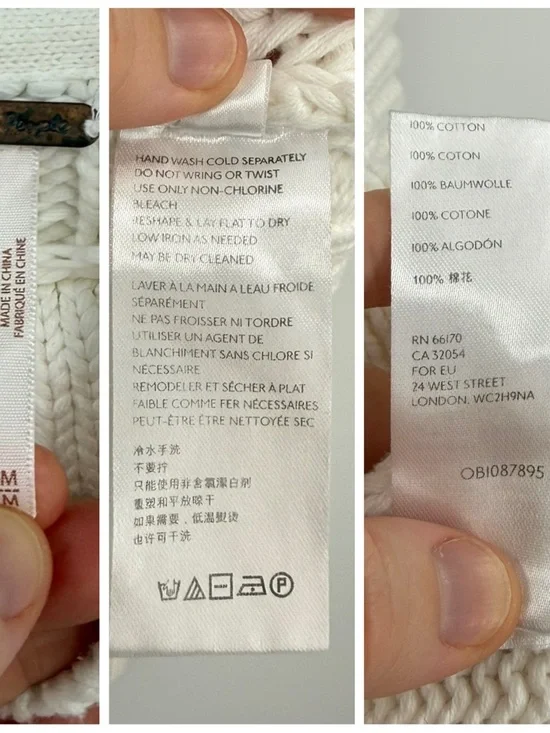 MADE IN CHINA
FABRIQUÉ EN CHINE
M
M
HAND WASH COLD SEPARATELY
DO NOT WRING OR TWIST
USE ONLY NON-CHLORINE
BLEACH
RESHAPE & LAY FLAT TO DRY
LOW IRON AS NEEDED
MAY BE DRY CLEANED
LAVER À LA MAIN A LEAU FROIDE
SÉPARÉMENT
NE PAS FROISSER NI TORDRE
UTILISER UN AGENT DE
BLANCHIMENT SANS CHLORE SI
NÉCESSAIRE
REMODELER ET SÉCHER À PLAT
FAIBLE COMME FER NÉCESSAIRES
PEUT-ÊTRE ÊTRE NETTOYÉE SEC
冷水手洗
不要拧
只能使用非含氯漂白剂
重塑和平放晾干
如果需要，低温熨烫
也许可干洗
P
100% COTTON
100% COTON
100% BAUMWOLLE
100% COTONE
100% ALGODÓN
100% 棉花
RN 66170
CA 32054
FOR EU
24 WEST STREET
LONDON, WC2H9NA
OB1087895